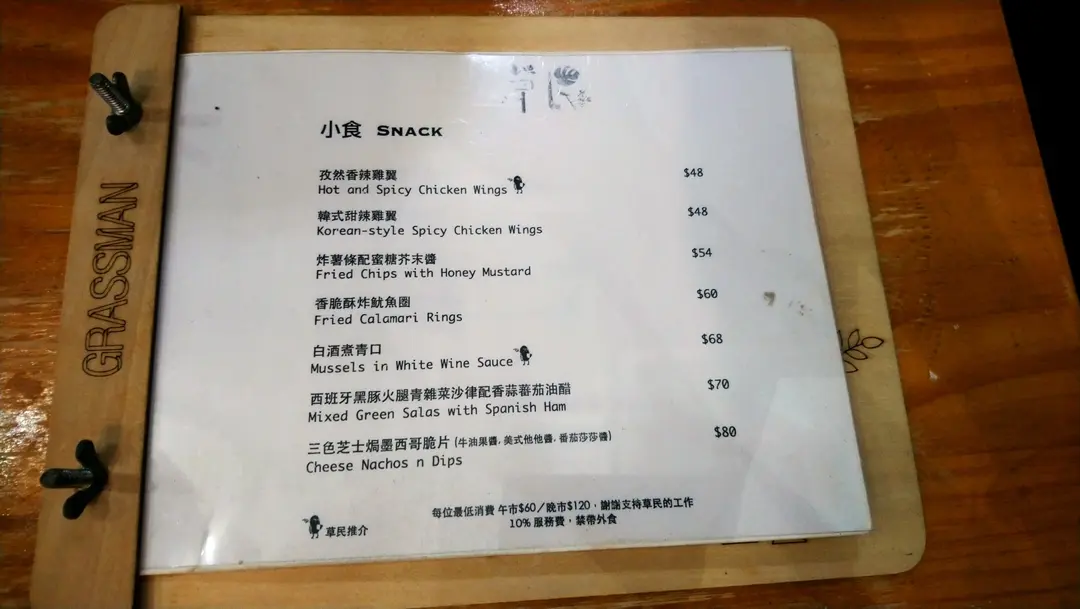 GRASSMAN
小食 SNACK
孜然香辣雞翼
Hot and Spicy Chicken Wings $48
韓式甜辣雞翼
Korean-style Spicy Chicken Wings $48
炸薯條配蜜糖芥末醬
Fried Chips with Honey Mustard $54
香脆酥炸魷魚圈
Fried Calamari Rings $60
白酒煮青口
Mussels in White Wine Sauce $68
西班牙黑豚火腿青雜菜沙律配香蒜蕃茄油醋
Mixed Green Salas with Spanish Ham $70
三色芝士焗墨西哥脆片 (牛油果醬, 美式他他醬, 番茄莎莎醬)
Cheese Nachos n Dips $80
每位最低消費 午市$60/晚市$120，謝謝支持草民的工作
10% 服務費，禁帶外食
草民推介